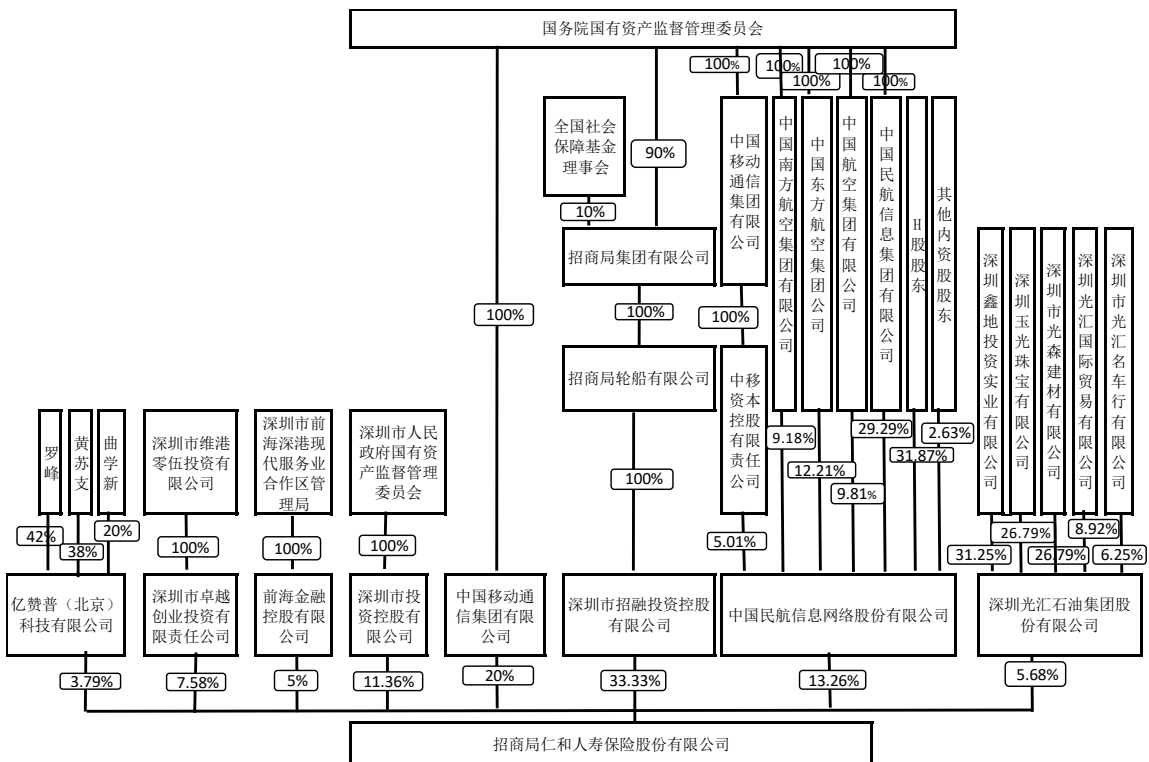 国务院国有资产监督管理委员会
100%
100%
100%
100%
100%
全国社会
保障基金
理事会
90%
10%
中国
移动通信
集团有限公司
中国南方航空集团有限公司
中国东方航空集团公司
中国航空集团有限公司
中国民航信息集团有限公司
H股股东
其他内资股股东
招商局集团有限公司
深圳鑫地投资实业有限公司
深圳玉光珠宝有限公司
深圳市光森建材有限公司
深圳光汇国际贸易有限公司
深圳市光汇名车行有限公司
100%
100%
100%
招商局轮船有限公司
中移
资本控股有限
责任公司
罗峰
黄苏支
曲学新
深圳市维港
零伍投资有
限公司
深圳市前
海深港现
代服务业
合作区管
理局
深圳市人民
政府国有资
产监督管理
委员会
9.18%
12.21%
9.81%
29.29%
31.87%
2.63%
100%
42%
38%
20%
100%
100%
100%
5.01%
31.25%
26.79%
26.79%
8.92%
6.25%
亿赞普（北京）
科技有限公司
深圳市卓越
创业投资有
限责任公司
前海金融
控股有限
公司
深圳市投
资控股有
限公司
中国移动通
信集团有限
公司
深圳市招融投资控股
有限公司
中国民航信息网络股份有限公司
深圳光汇石油集团股
份有限公司
3.79%
7.58%
5%
11.36%
20%
33.33%
13.26%
5.68%
招商局仁和人寿保险股份有限公司